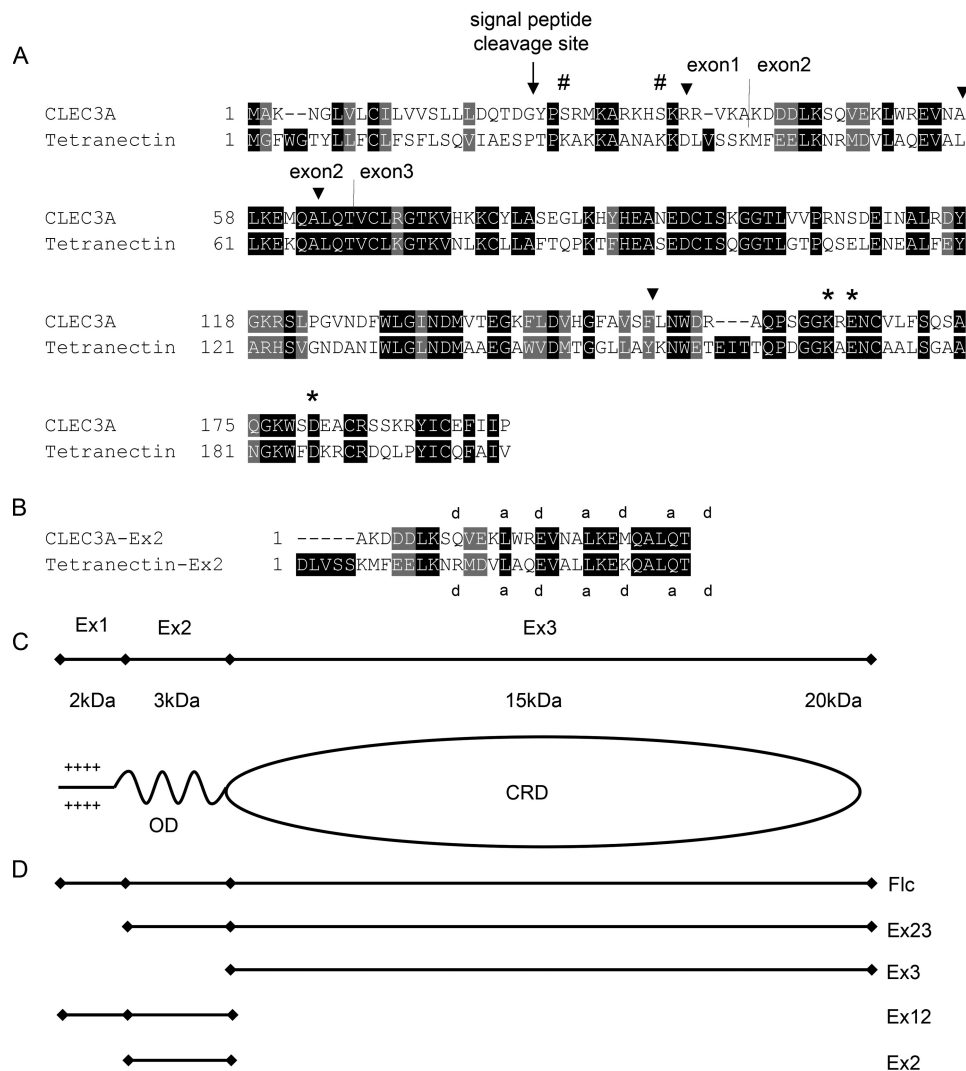 A
signal peptide
cleavage site
# # exon1 exon2
CLEC3A 1 MAK--NGLVLCILVVSLLLDQTDGYPSRMKARKHSKRR-VKAKDDDLKSQVEKLWREVNA
Tetranectin 1 MGFWGTYLLFCLFSFLSQVIAESPTPKAKKAANAKKDLVSSKMFEELKNRMDVLAQEVAL
exon2 exon3
CLEC3A 58 LKEMQALQTVCLRGTKVHKKCYLASEGLKHYHEANEDCISKGGTLVVPRNSDEINALRDY
Tetranectin 61 LKEKQALQTVCLKGTKVNLKCLLAFTQPKTFHEASEDCISQGGTLGTPQSELENEALFEY
* *
CLEC3A 118 GKRSLPGVNDFWLGINDMVTEGKFLDVHGFAVSFLNWDR---AQPSGGKRENCVLFSQSA
Tetranectin 121 ARHSVGNDANIWLGLNDMAAEGAWVDMTGGLLAYKNWETEITTQPDGGKAENCAALSGAA
*
CLEC3A 175 QGKWSDEACRSSKRYICEFIIP
Tetranectin 181 NGKWFDKRCRDQLPYICQFAIV
B
d a d a d a d
CLEC3A-Ex2 1 -----AKDDDLKSQVEKLWREVNALKEMQALQT
Tetranectin-Ex2 1 DLVSSKMFEELKNRMDVLAQEVALLKEKQALQT
d a d a d a d
C
Ex1 Ex2 Ex3
2kDa 3kDa 15kDa 20kDa
++++
++++
OD
CRD
D
Flc
Ex23
Ex3
Ex12
Ex2